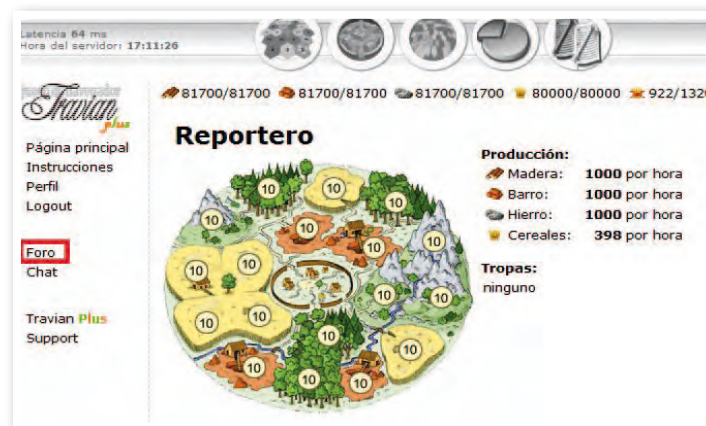 Latencia 64 ms
Hora del servidor: 17:11:26
Travian
plus
81700/81700 81700/81700 81700/81700 80000/80000 922/1320
Reportero
Página principal
Instrucciones
Perfil
Logout
Foro
Chat
Travian Plus
Support
10 10 10
10 10 10 10
10 10
10 10
10 10 10
10
10 10 10
Producción:
Madera: 1000 por hora
Barro: 1000 por hora
Hierro: 1000 por hora
Cereales: 398 por hora
Tropas:
ninguno